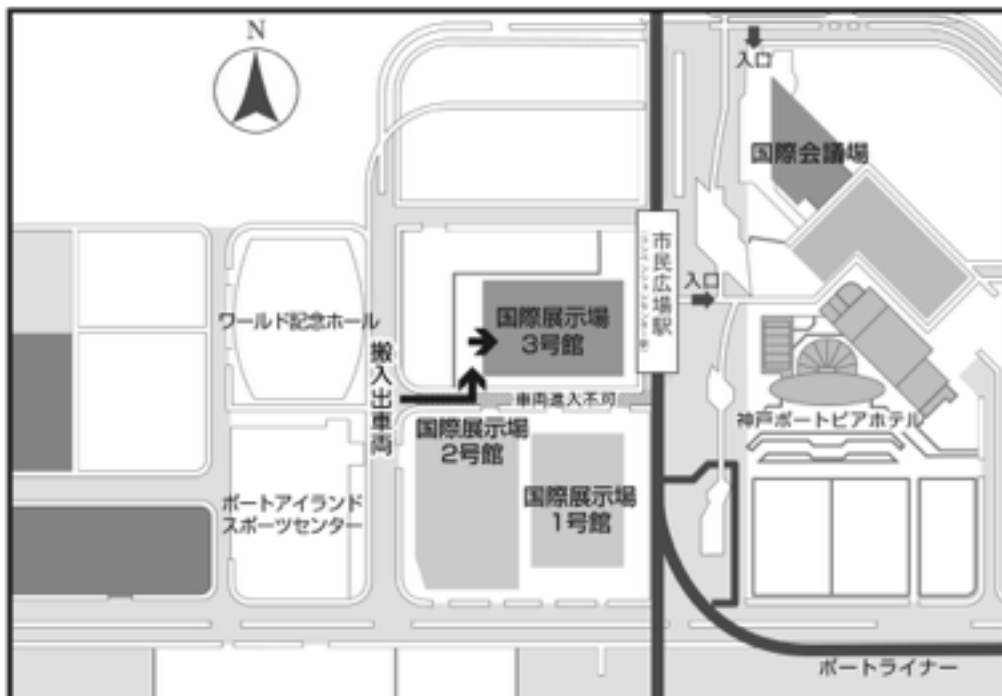 N
入口
国際会議場
市民広場駅
入口
国際展示場
3号館
ワールド記念ホール
搬入出車両
車両進入不可
神戸ポートピアホテル
国際展示場
2号館
国際展示場
1号館
ポートアイランド
スポーツセンター
ポートライナー